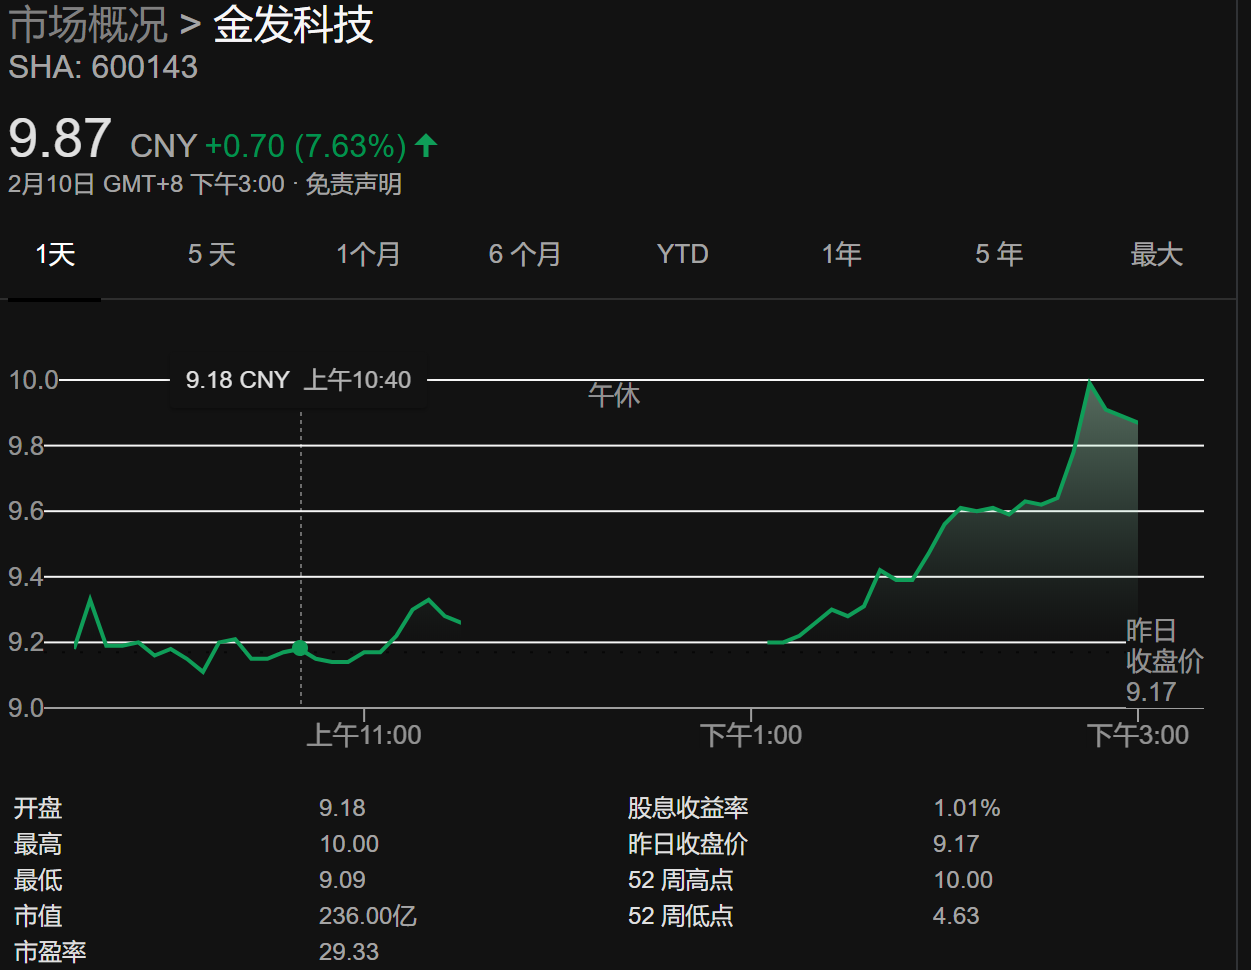 市场概况 > 金发科技
SHA: 600143
9.87 CNY +0.70 (7.63%)
2月10日 GMT+8 下午3:00 · 免责声明
1天 5 天 1个月 6 个月 YTD 1年 5 年 最大
10.0 9.18 CNY 上午10:40
午休
9.8
9.6
9.4
9.2
昨日
收盘价
9.17
9.0
上午11:00 下午1:00 下午3:00
开盘 9.18 股息收益率 1.01%
最高 10.00 昨日收盘价 9.17
最低 9.09 52 周高点 10.00
市值 236.00亿 52 周低点 4.63
市盈率 29.33